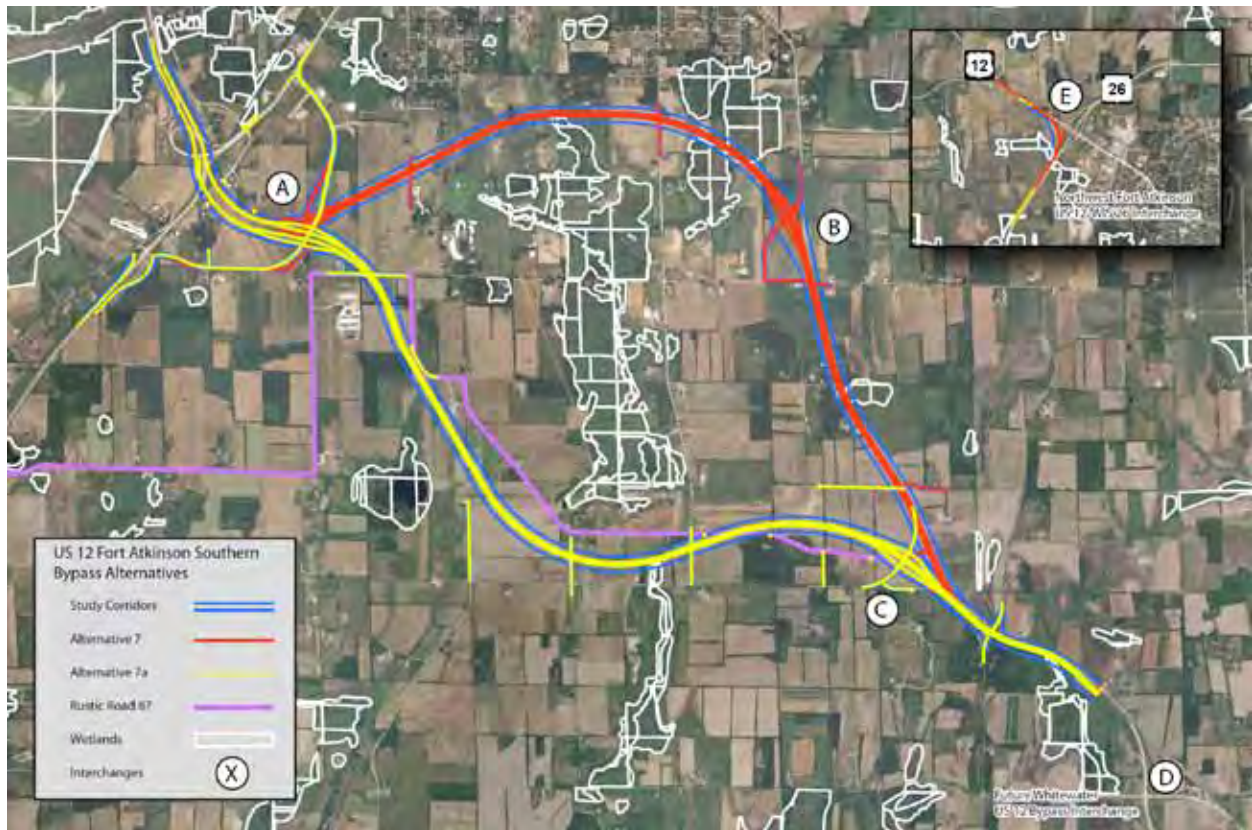 12
E
26
Northwest Fort Atkinson
US 12/WIS 26 Interchange
A
B
US 12 Fort Atkinson Southern
Bypass Alternatives
Study Corridors
Alternative 7
Alternative 7a
Rustic Road 67
Wetlands
Interchanges
X
C
D
Future Whitewater
US 12 Bypass Interchange